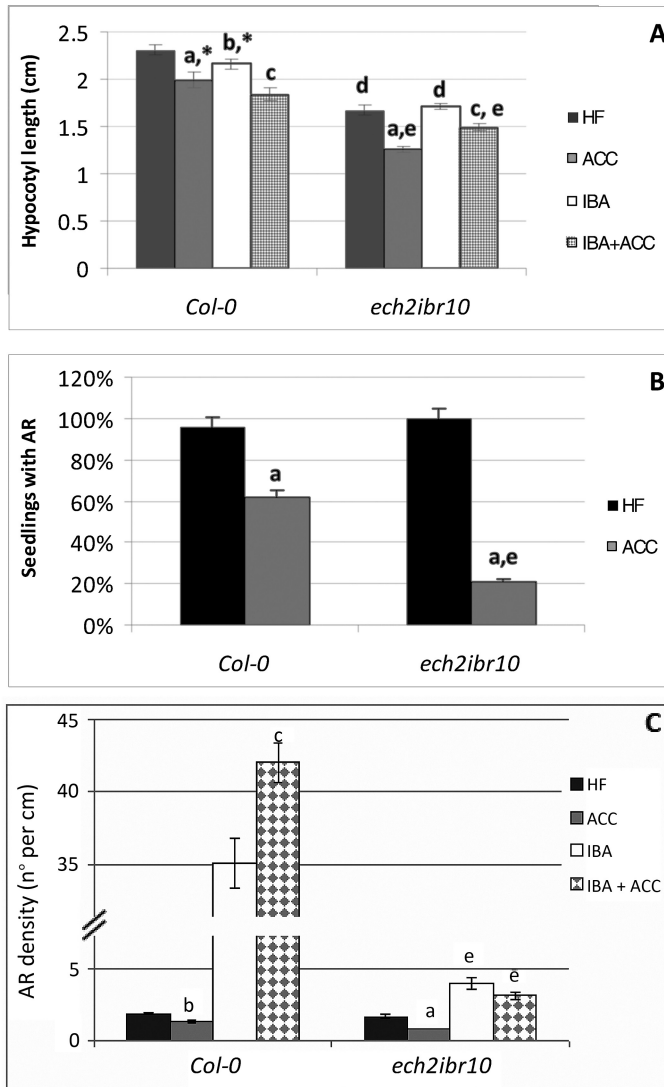 A
Hypocotyl length (cm)
2.5
2
1.5
1
0.5
0
a,*
b,*
c
d
a,e
d
c, e
Col-0
ech2ibr10
HF
ACC
IBA
IBA+ACC
B
Seedlings with AR
120%
100%
80%
60%
40%
20%
0%
a
a,e
Col-0
ech2ibr10
HF
ACC
C
AR density (n° per cm)
45
40
35
5
0
b
c
a
e
e
Col-0
ech2ibr10
HF
ACC
IBA
IBA + ACC